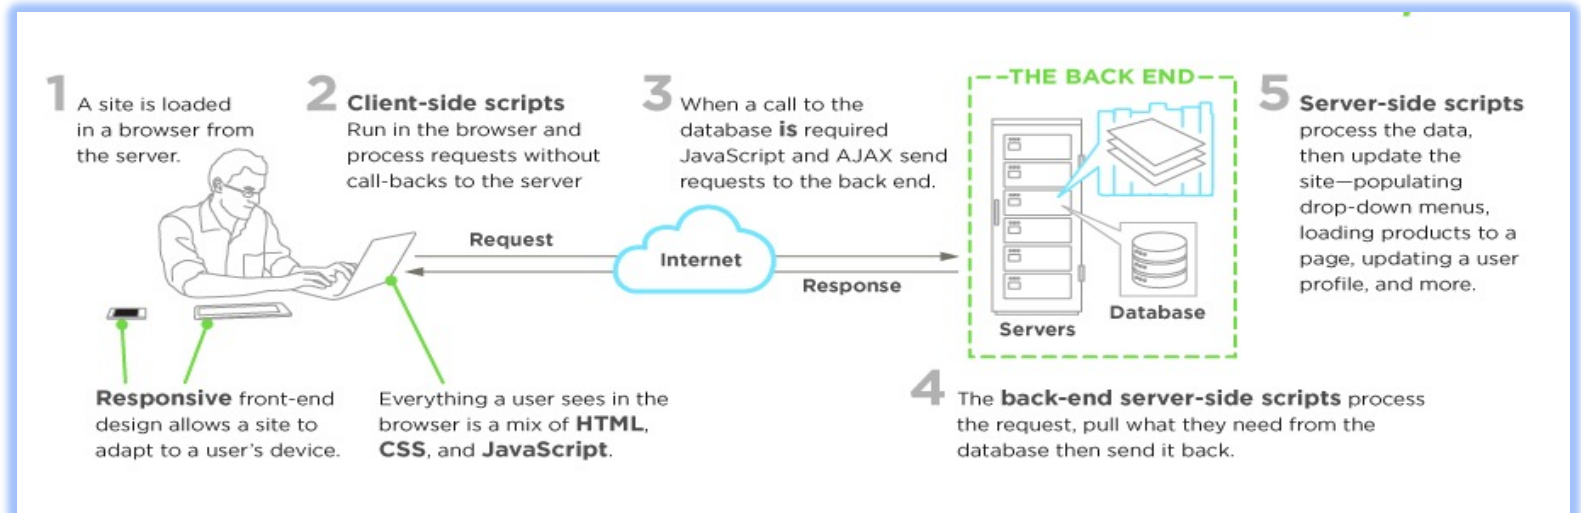 1
A site is loaded
in a browser from
the server.
2
Client-side scripts
Run in the browser and
process requests without
call-backs to the server
3
When a call to the
database is required
JavaScript and AJAX send
requests to the back end.
THE BACK END
5
Server-side scripts
process the data,
then update the
site—populating
drop-down menus,
loading products to a
page, updating a user
profile, and more.
Request
Internet
Response
Servers
Database
Responsive front-end
design allows a site to
adapt to a user's device.
Everything a user sees in the
browser is a mix of HTML,
CSS, and JavaScript.
4
The back-end server-side scripts process
the request, pull what they need from the
database then send it back.